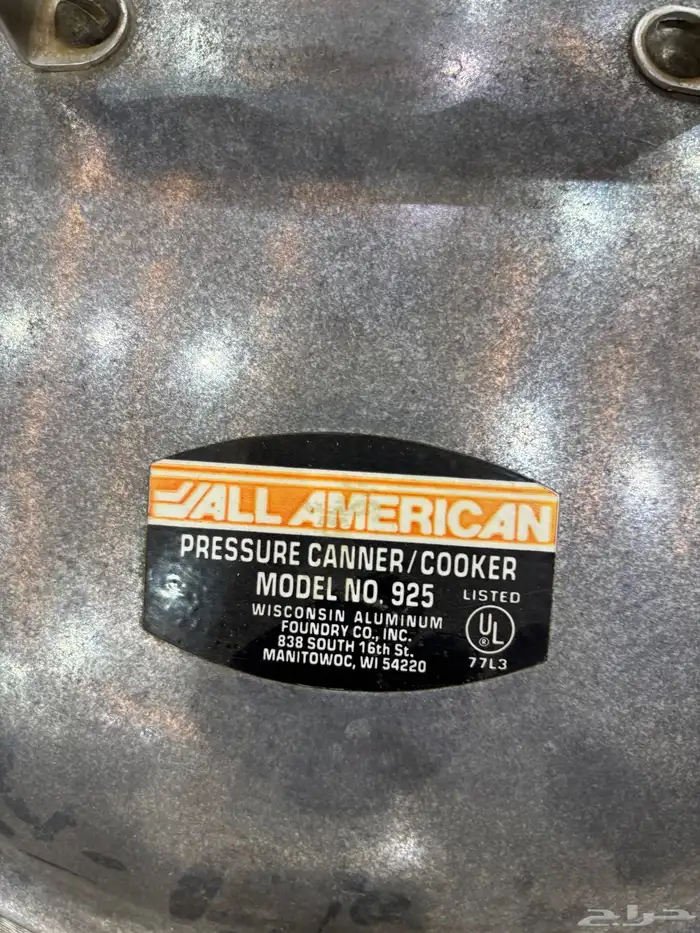 ALL AMERICAN
PRESSURE CANNER/COOKER
MODEL NO. 925
WISCONSIN ALUMINUM
FOUNDRY CO., INC.
838 SOUTH 16th St.
MANITOWOC, WI 54220
LISTED
UL
®
77L3
حراج